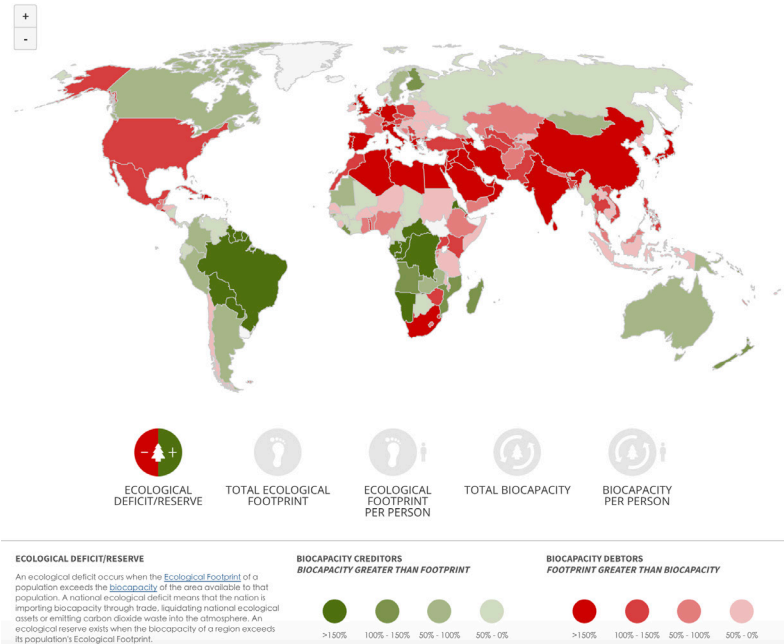 +
-
ECOLOGICAL
DEFICIT/RESERVE
TOTAL ECOLOGICAL
FOOTPRINT
ECOLOGICAL
FOOTPRINT
PER PERSON
TOTAL BIOCAPACITY
BIOCAPACITY
PER PERSON
ECOLOGICAL DEFICIT/RESERVE
An ecological deficit occurs when the Ecological Footprint of a
population exceeds the biocapacity of the area available to that
population. A national ecological deficit means that the nation is
importing biocapacity through trade, liquidating national ecological
assets or emitting carbon dioxide waste into the atmosphere. An
ecological reserve exists when the biocapacity of a region exceeds
its population's Ecological Footprint.
BIOCAPACITY CREDITORS
BIOCAPACITY GREATER THAN FOOTPRINT
>150% 100% - 150% 50% - 100% 50% - 0%
BIOCAPACITY DEBTORS
FOOTPRINT GREATER THAN BIOCAPACITY
>150% 100% - 150% 50% - 100% 50% - 0%